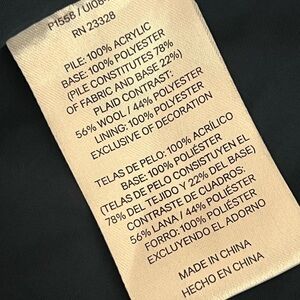 RN 23328
PILE: 100% ACRYLIC
BASE: 100% POLYESTER
(PILE CONSTITUTES 78%
OF FABRIC AND BASE 22%)
PLAID CONTRAST:
56% WOOL / 44% POLYESTER
LINING: 100% POLYESTER
EXCLUSIVE OF DECORATION
TELAS DE PELO: 100% ACRÍLICO
BASE: 100% POLIÉSTER
(TELAS DE PELO CONSISTUYEN EL
78% DEL TEJIDO Y 22% DEL BASE)
CONTRASTE DE CUADROS:
56% LANA / 44% POLIÉSTER
FORRO: 100% POLIÉSTER
EXCLUYENDO EL ADORNO
MADE IN CHINA
HECHO EN CHINA